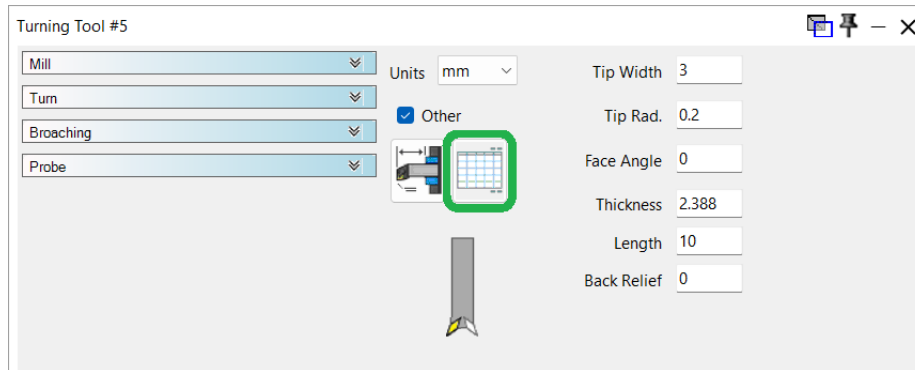 Turning Tool #5
Mill
Turn
Broaching
Probe
Units mm
Other
Tip Width 3
Tip Rad. 0.2
Face Angle 0
Thickness 2.388
Length 10
Back Relief 0